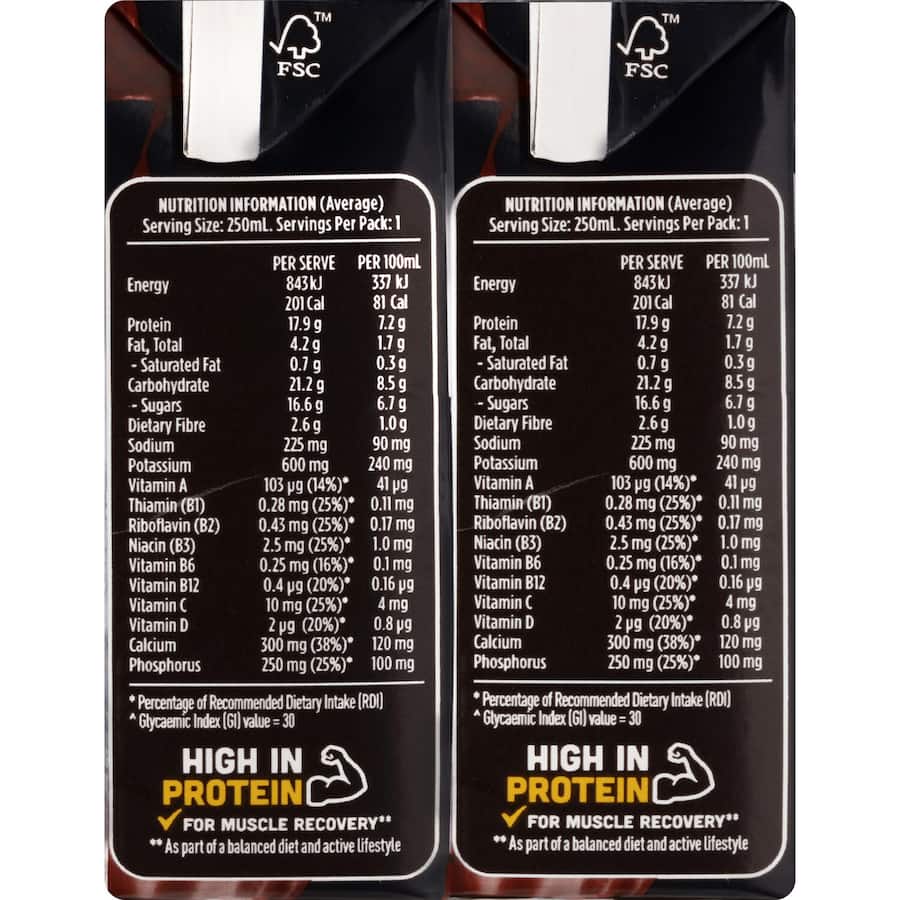 FSC™
NUTRITION INFORMATION (Average)
Serving Size: 250mL. Servings Per Pack: 1
PER SERVE PER 100mL
Energy 843 kJ 337 kJ
201 Cal 81 Cal
Protein 17.9 g 7.2 g
Fat, Total 4.2 g 1.7 g
- Saturated Fat 0.7 g 0.3 g
Carbohydrate 21.2 g 8.5 g
- Sugars 16.6 g 6.7 g
Dietary Fibre 2.6 g 1.0 g
Sodium 225 mg 90 mg
Potassium 600 mg 240 mg
Vitamin A 103 µg (14%)* 41 µg
Thiamin (B1) 0.28 mg (25%)* 0.11 mg
Riboflavin (B2) 0.43 mg (25%)* 0.17 mg
Niacin (B3) 2.5 mg (25%)* 1.0 mg
Vitamin B6 0.25 mg (16%)* 0.1 mg
Vitamin B12 0.4 µg (20%)* 0.16 µg
Vitamin C 10 mg (25%)* 4 mg
Vitamin D 2 µg (20%)* 0.8 µg
Calcium 300 mg (38%)* 120 mg
Phosphorus 250 mg (25%)* 100 mg
* Percentage of Recommended Dietary Intake (RDI)
^ Glycaemic Index (GI) value = 30
HIGH IN
PROTEIN
FOR MUSCLE RECOVERY**
** As part of a balanced diet and active lifestyle
FSC™
NUTRITION INFORMATION (Average)
Serving Size: 250mL. Servings Per Pack: 1
PER SERVE PER 100mL
Energy 843 kJ 337 kJ
201 Cal 81 Cal
Protein 17.9 g 7.2 g
Fat, Total 4.2 g 1.7 g
- Saturated Fat 0.7 g 0.3 g
Carbohydrate 21.2 g 8.5 g
- Sugars 16.6 g 6.7 g
Dietary Fibre 2.6 g 1.0 g
Sodium 225 mg 90 mg
Potassium 600 mg 240 mg
Vitamin A 103 µg (14%)* 41 µg
Thiamin (B1) 0.28 mg (25%)* 0.11 mg
Riboflavin (B2) 0.43 mg (25%)* 0.17 mg
Niacin (B3) 2.5 mg (25%)* 1.0 mg
Vitamin B6 0.25 mg (16%)* 0.1 mg
Vitamin B12 0.4 µg (20%)* 0.16 µg
Vitamin C 10 mg (25%)* 4 mg
Vitamin D 2 µg (20%)* 0.8 µg
Calcium 300 mg (38%)* 120 mg
Phosphorus 250 mg (25%)* 100 mg
* Percentage of Recommended Dietary Intake (RDI)
^ Glycaemic Index (GI) value = 30
HIGH IN
PROTEIN
FOR MUSCLE RECOVERY**
** As part of a balanced diet and active lifestyle